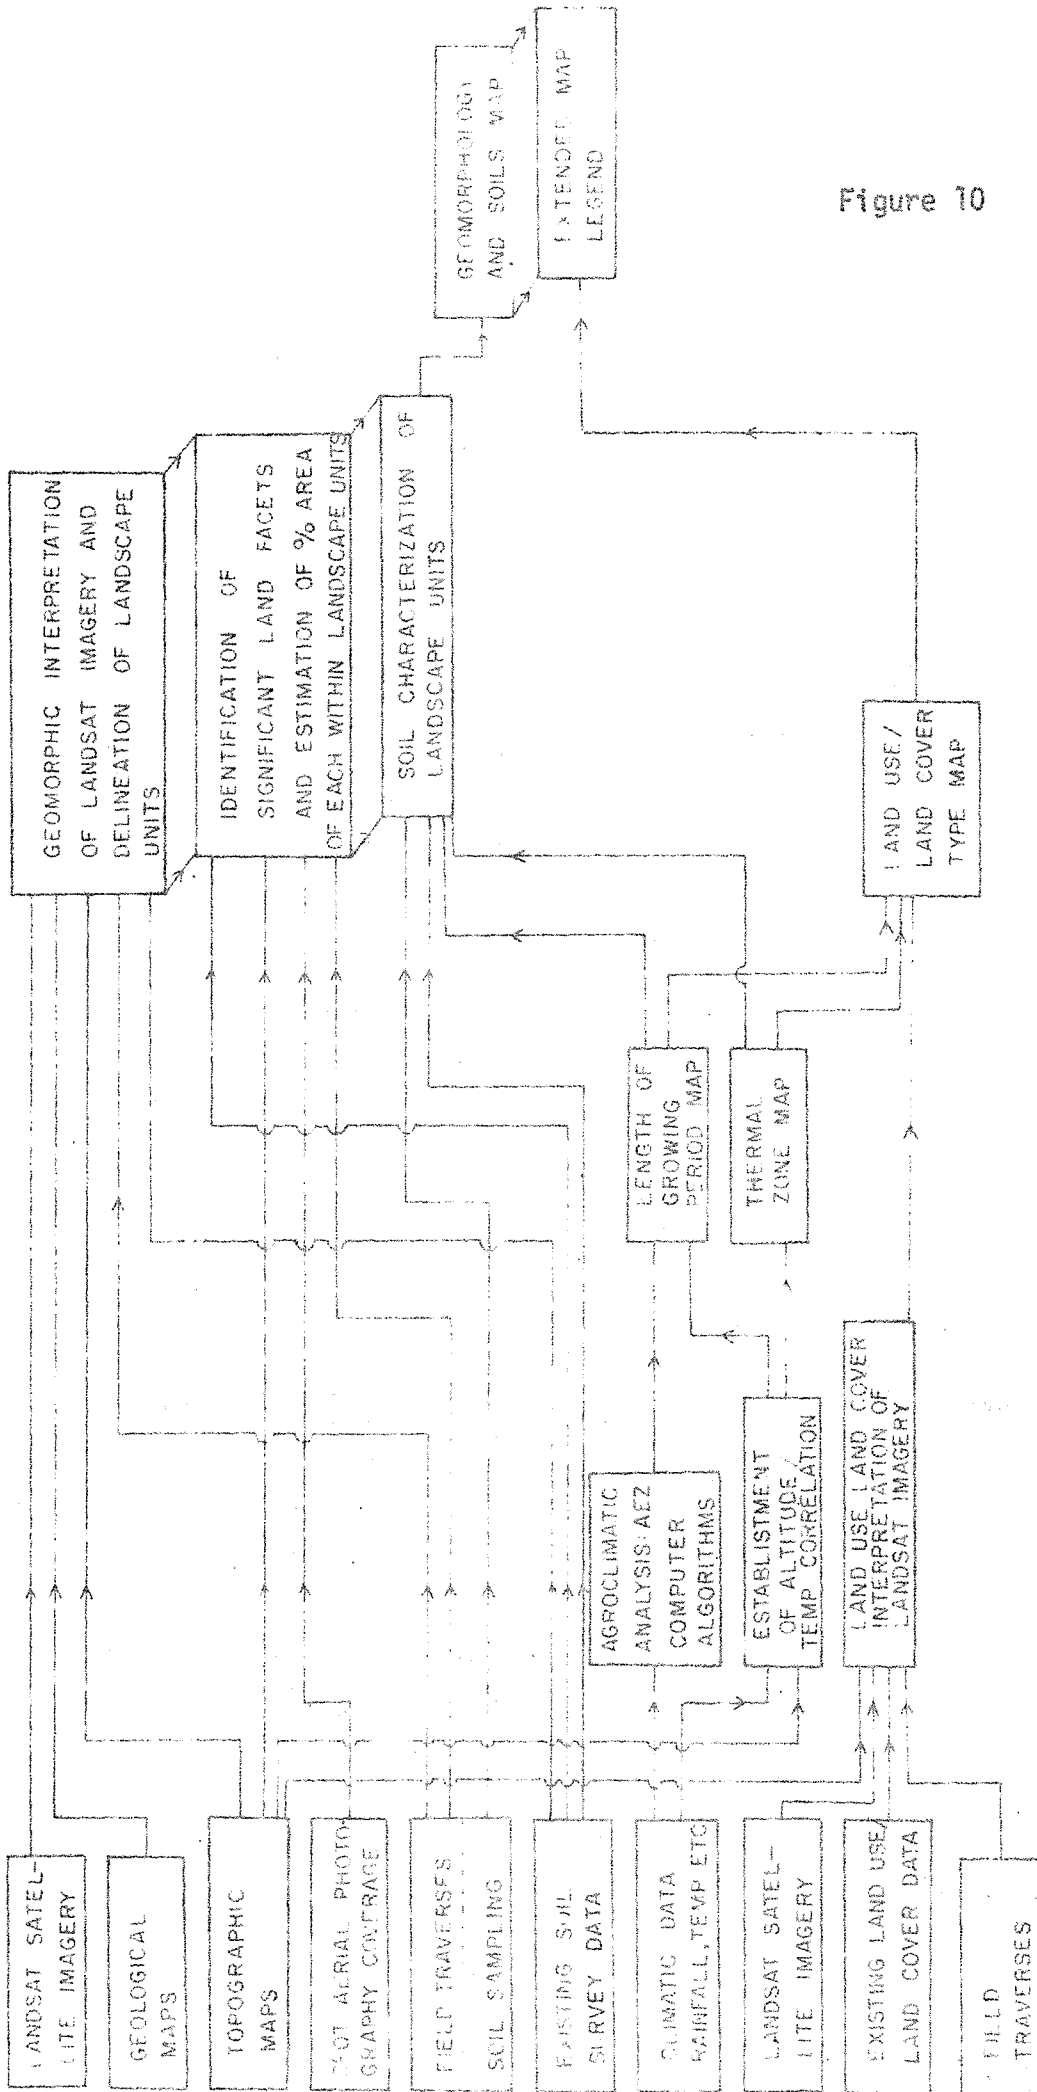 LANDSAT SATEL-
LITE IMAGERY
GEOLOGICAL
MAPS
TOPOGRAPHIC
MAPS
AERIAL PHOTO-
GRAPHY COVERAGE
FIELD TRAVERSES
SOIL SAMPLING
EXISTING SOIL
SURVEY DATA
CLIMATIC DATA
RAINFALL, TEMP ETC
LANDSAT SATEL-
LITE IMAGERY
EXISTING LAND USE/
LAND COVER DATA
FIELD
TRAVERSES
AGROCLIMATIC
ANALYSIS: AEZ
COMPUTER
ALGORITHMS
ESTABLISTMENT
OF ALTITUDE/
TEMP CORRELATION
LAND USE LAND COVER
INTERPRETATION OF
LANDSAT IMAGERY
LENGTH OF
GROWING
PERIOD MAP
THERMAL
ZONE MAP
GEOMORPHIC INTERPRETATION
OF LANDSAT IMAGERY AND
DELINEATION OF LANDSCAPE
UNITS
IDENTIFICATION OF
SIGNIFICANT LAND FACETS
AND ESTIMATION OF % AREA
OF EACH WITHIN LANDSCAPE UNITS
SOIL CHARACTERIZATION OF
LANDSCAPE UNITS
LAND USE/
LAND COVER
TYPE MAP
GEOMORPHOLOGY
AND SOILS MAP
EXTENDED MAP
LEGEND
Figure 10